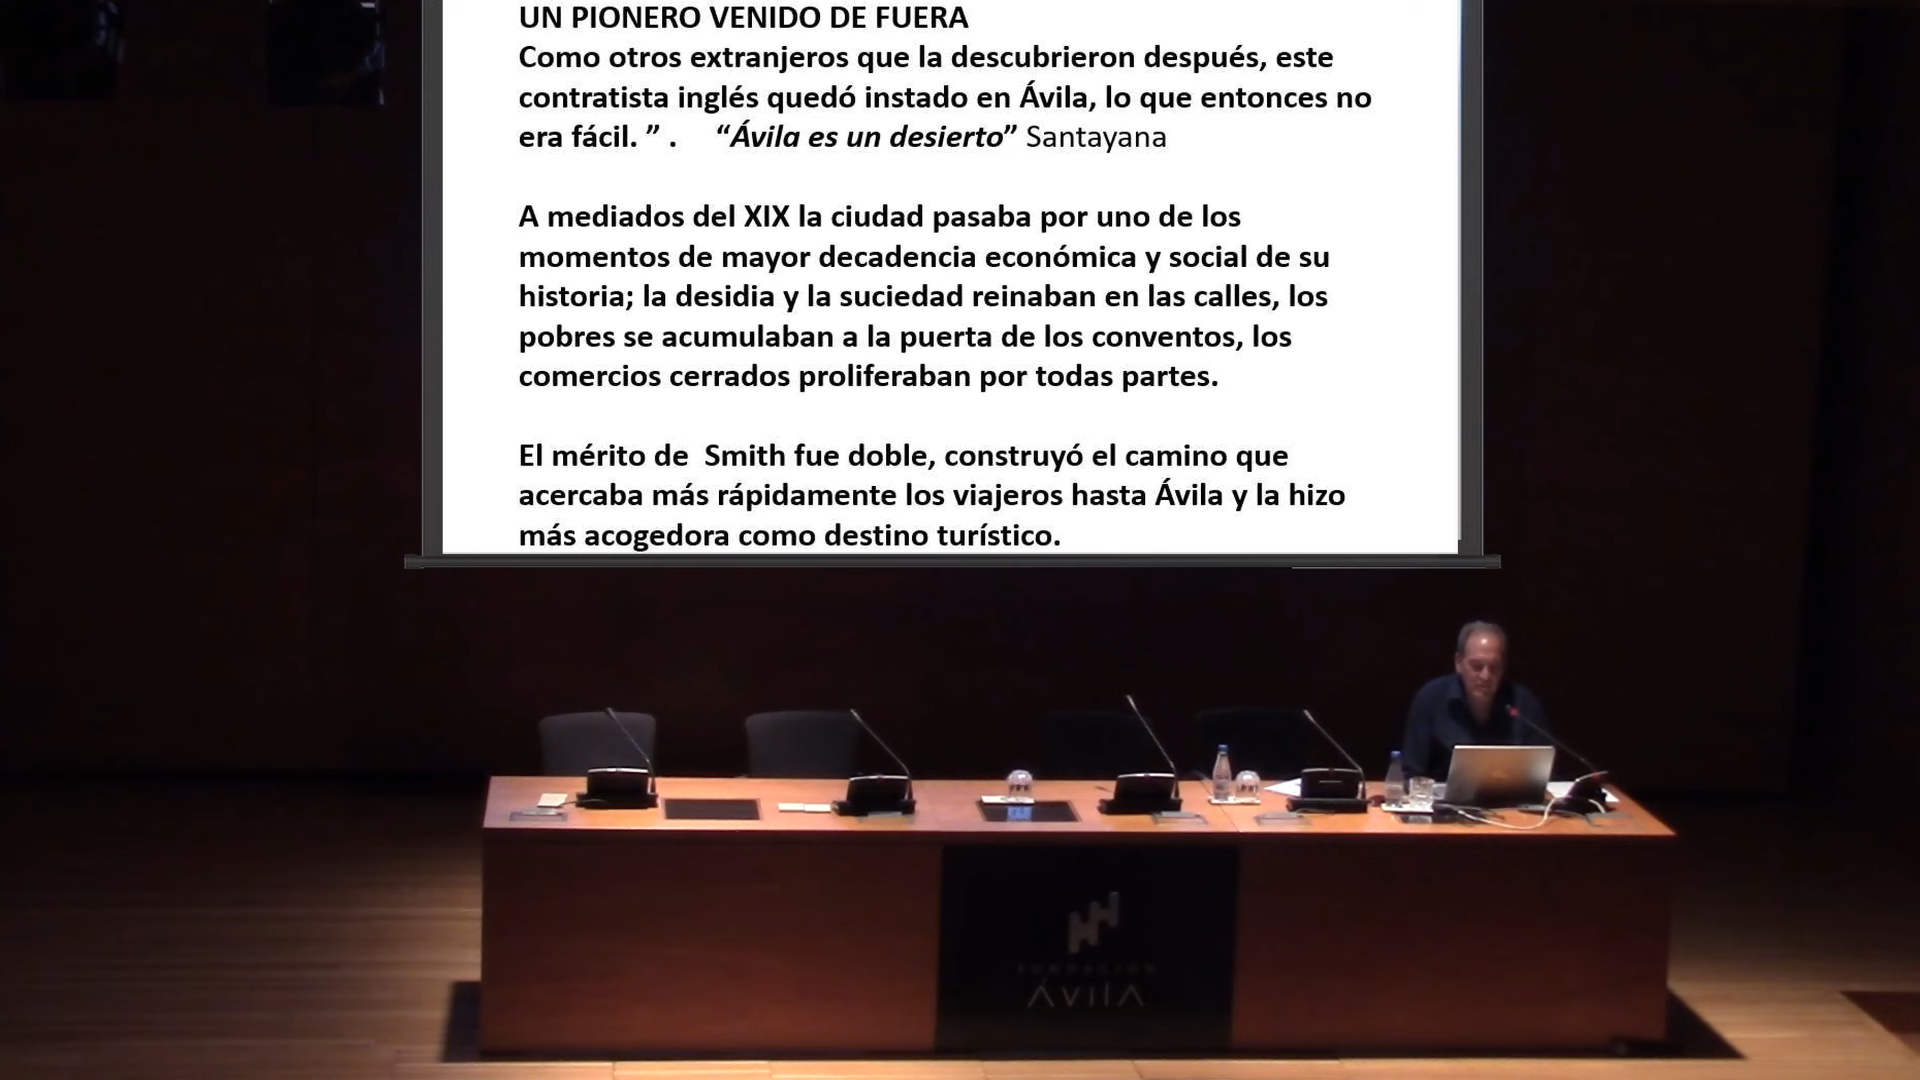 UN PIONERO VENIDO DE FUERA
Como otros extranjeros que la descubrieron después, este
contratista inglés quedó instado en Ávila, lo que entonces no
era fácil. ” . “Ávila es un desierto” Santayana
A mediados del XIX la ciudad pasaba por uno de los
momentos de mayor decadencia económica y social de su
historia; la desidia y la suciedad reinaban en las calles, los
pobres se acumulaban a la puerta de los conventos, los
comercios cerrados proliferaban por todas partes.
El mérito de  Smith fue doble, construyó el camino que
acercaba más rápidamente los viajeros hasta Ávila y la hizo
más acogedora como destino turístico.
FUNDACIÓN
ÁVILA